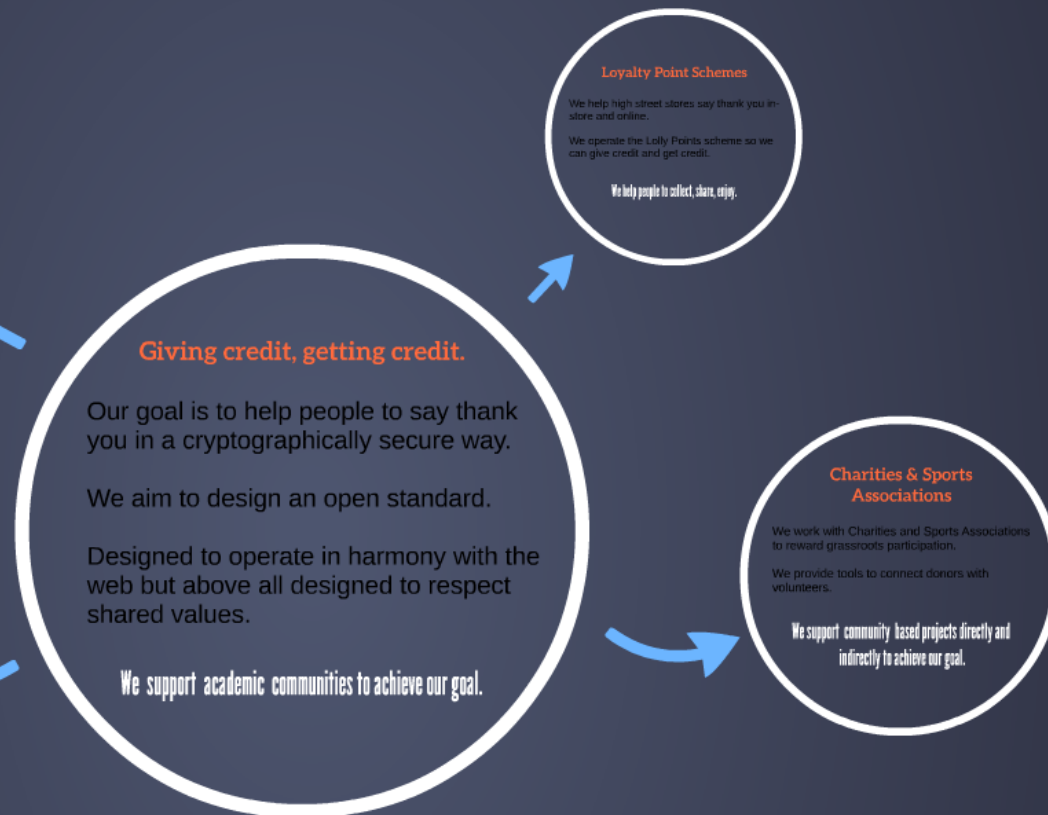 Loyalty Point Schemes
We help high street stores say thank you in-
store and online.
We operate the Lolly Points scheme so we
can give credit and get credit.
We help people to collect, share, enjoy.
Giving credit, getting credit.
Our goal is to help people to say thank
you in a cryptographically secure way.
We aim to design an open standard.
Designed to operate in harmony with the
web but above all designed to respect
shared values.
We support academic communities to achieve our goal.
Charities & Sports
Associations
We work with Charities and Sports Associations
to reward grassroots participation.
We provide tools to connect donors with
volunteers.
We support community based projects directly and
indirectly to achieve our goal.